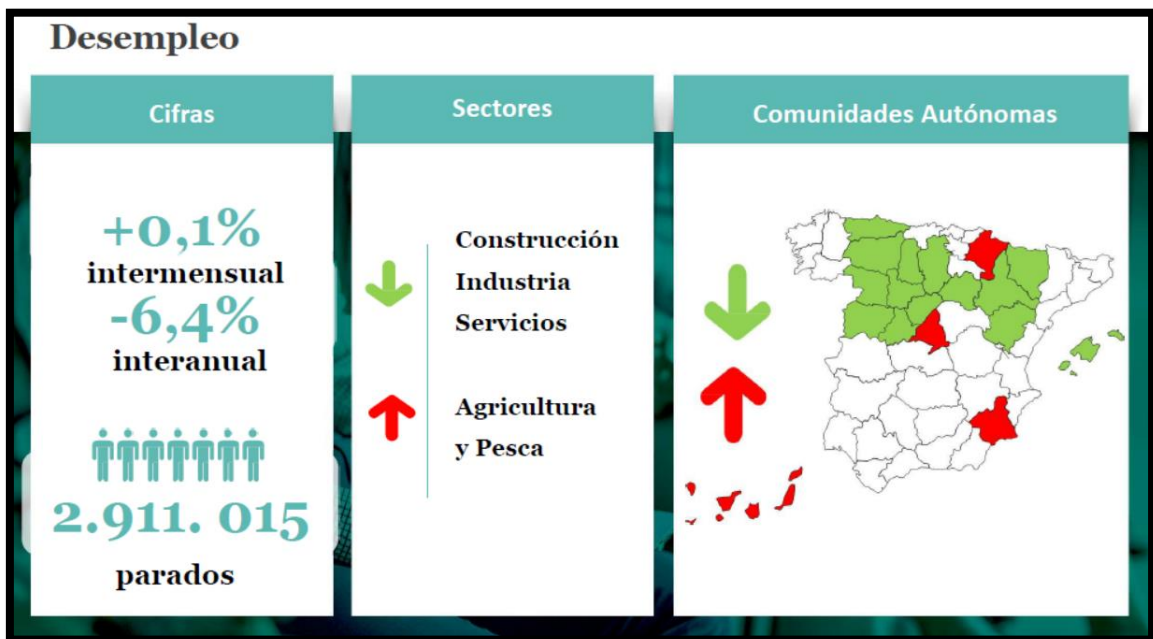 Desempleo
Cifras
+0,1%
intermensual
-6,4%
interanual
2.911. 015
parados
Sectores
Construcción
Industria
Servicios
Agricultura
y Pesca
Comunidades Autónomas